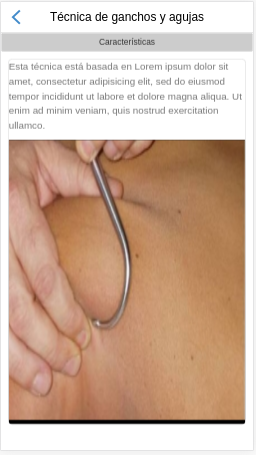 Técnica de ganchos y agujas
Características
Esta técnica está basada en Lorem ipsum dolor sit
amet, consectetur adipisicing elit, sed do eiusmod
tempor incididunt ut labore et dolore magna aliqua. Ut
enim ad minim veniam, quis nostrud exercitation
ullamco.